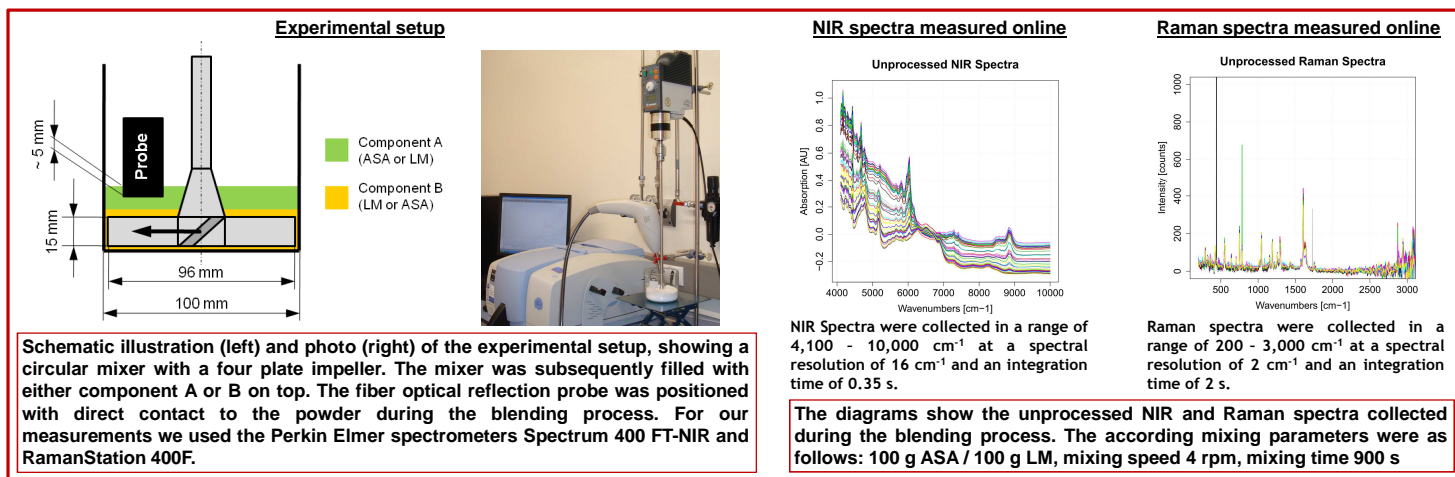 Experimental setup
~ 5 mm
Probe
15 mm
96 mm
100 mm
Component A
(ASA or LM)
Component B
(LM or ASA)
Schematic illustration (left) and photo (right) of the experimental setup, showing a
circular mixer with a four plate impeller. The mixer was subsequently filled with
either component A or B on top. The fiber optical reflection probe was positioned
with direct contact to the powder during the blending process. For our
measurements we used the Perkin Elmer spectrometers Spectrum 400 FT-NIR and
RamanStation 400F.
NIR spectra measured online
Unprocessed NIR Spectra
Absorption [AU]
1.0
0.8
0.6
0.4
0.2
0.0
−0.2
4000 5000 6000 7000 8000 9000 10000
Wavenumbers [cm−1]
NIR Spectra were collected in a range of
4,100 - 10,000 cm-1 at a spectral
resolution of 16 cm-1 and an integration
time of 0.35 s.
Raman spectra measured online
Unprocessed Raman Spectra
Intensity [counts]
1000
800
600
400
200
0
500 1000 1500 2000 2500 3000
Wavenumbers [cm−1]
Raman spectra were collected in a
range of 200 - 3,000 cm-1 at a spectral
resolution of 2 cm-1 and an integration
time of 2 s.
The diagrams show the unprocessed NIR and Raman spectra collected
during the blending process. The according mixing parameters were as
follows: 100 g ASA / 100 g LM, mixing speed 4 rpm, mixing time 900 s